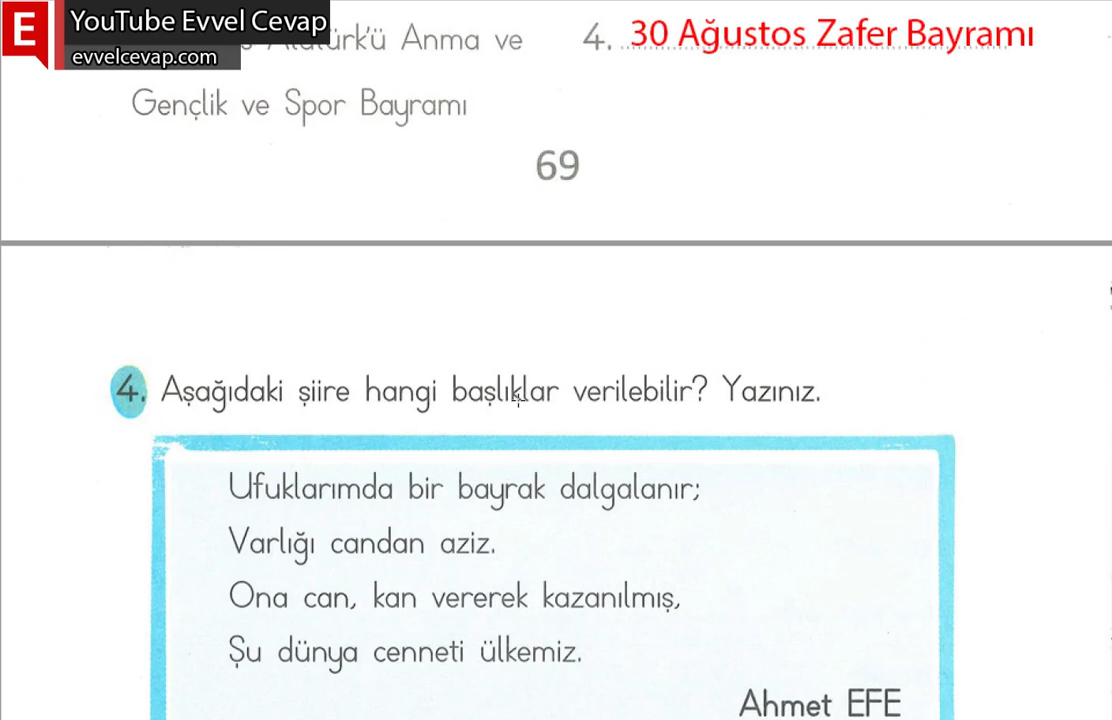 YouTube Evvel Cevap
evvelcevap.com
Atatürk'ü Anma ve
4. 30 Ağustos Zafer Bayramı
Gençlik ve Spor Bayramı
69
4. Aşağıdaki şiire hangi başlıklar verilebilir? Yazınız.
Ufuklarımda bir bayrak dalgalanır;
Varlığı candan aziz.
Ona can, kan vererek kazanılmış,
Şu dünya cenneti ülkemiz.
Ahmet EFE